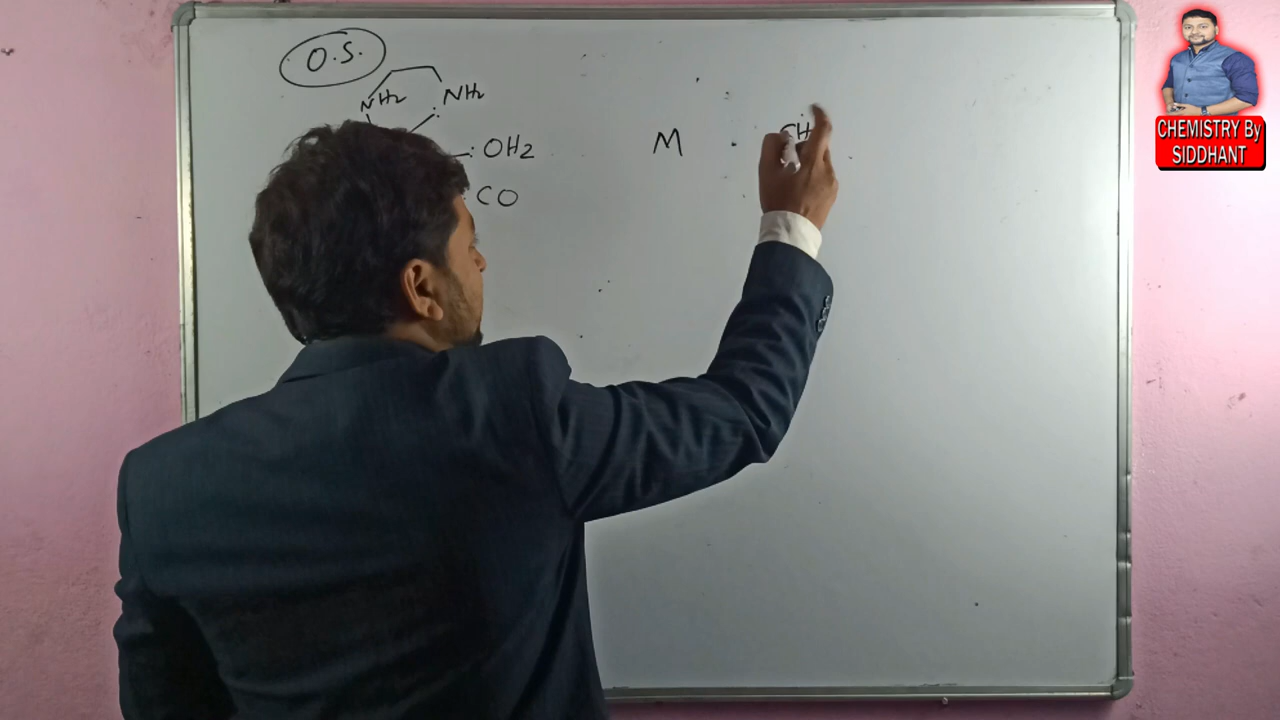 O.S.
NH2 NH2
:OH2
CO
M
CH
CHEMISTRY By
SIDDHANT